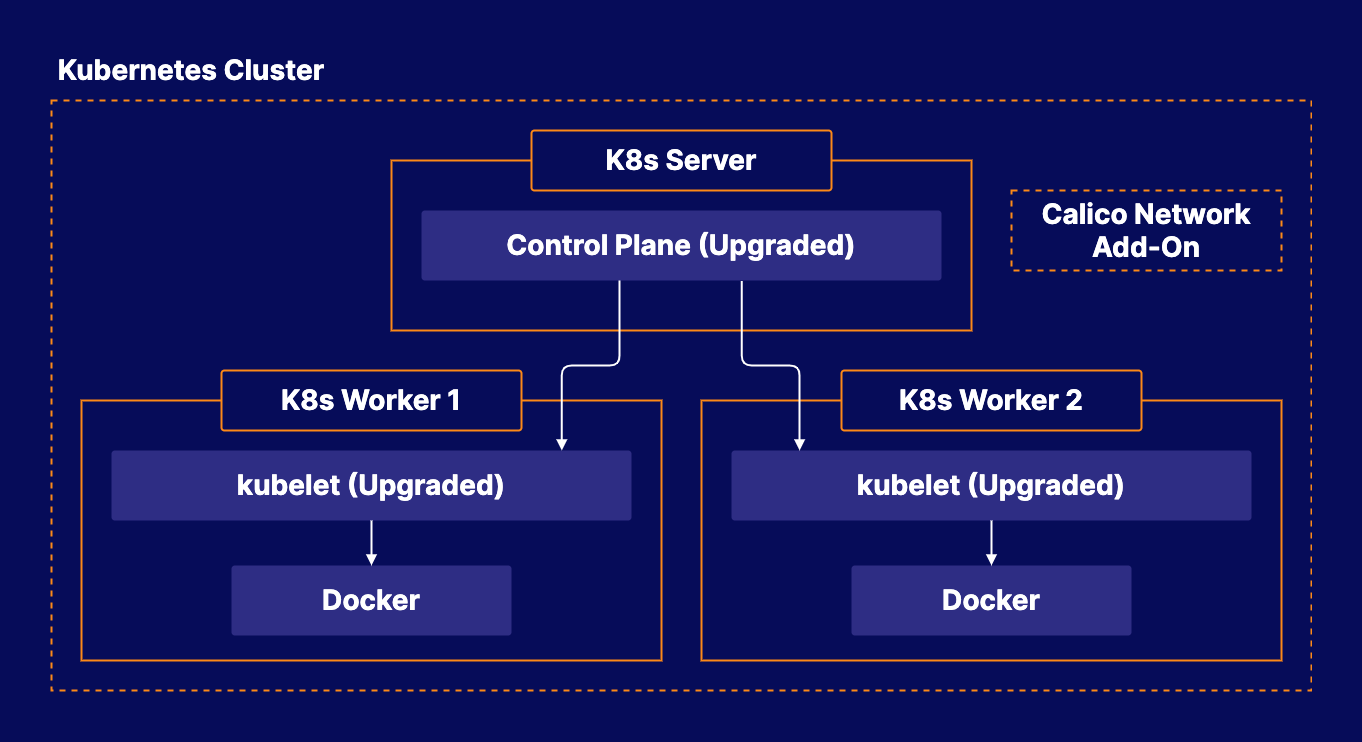 Kubernetes Cluster
K8s Server
Control Plane (Upgraded)
Calico Network
Add-On
K8s Worker 1
kubelet (Upgraded)
Docker
K8s Worker 2
kubelet (Upgraded)
Docker